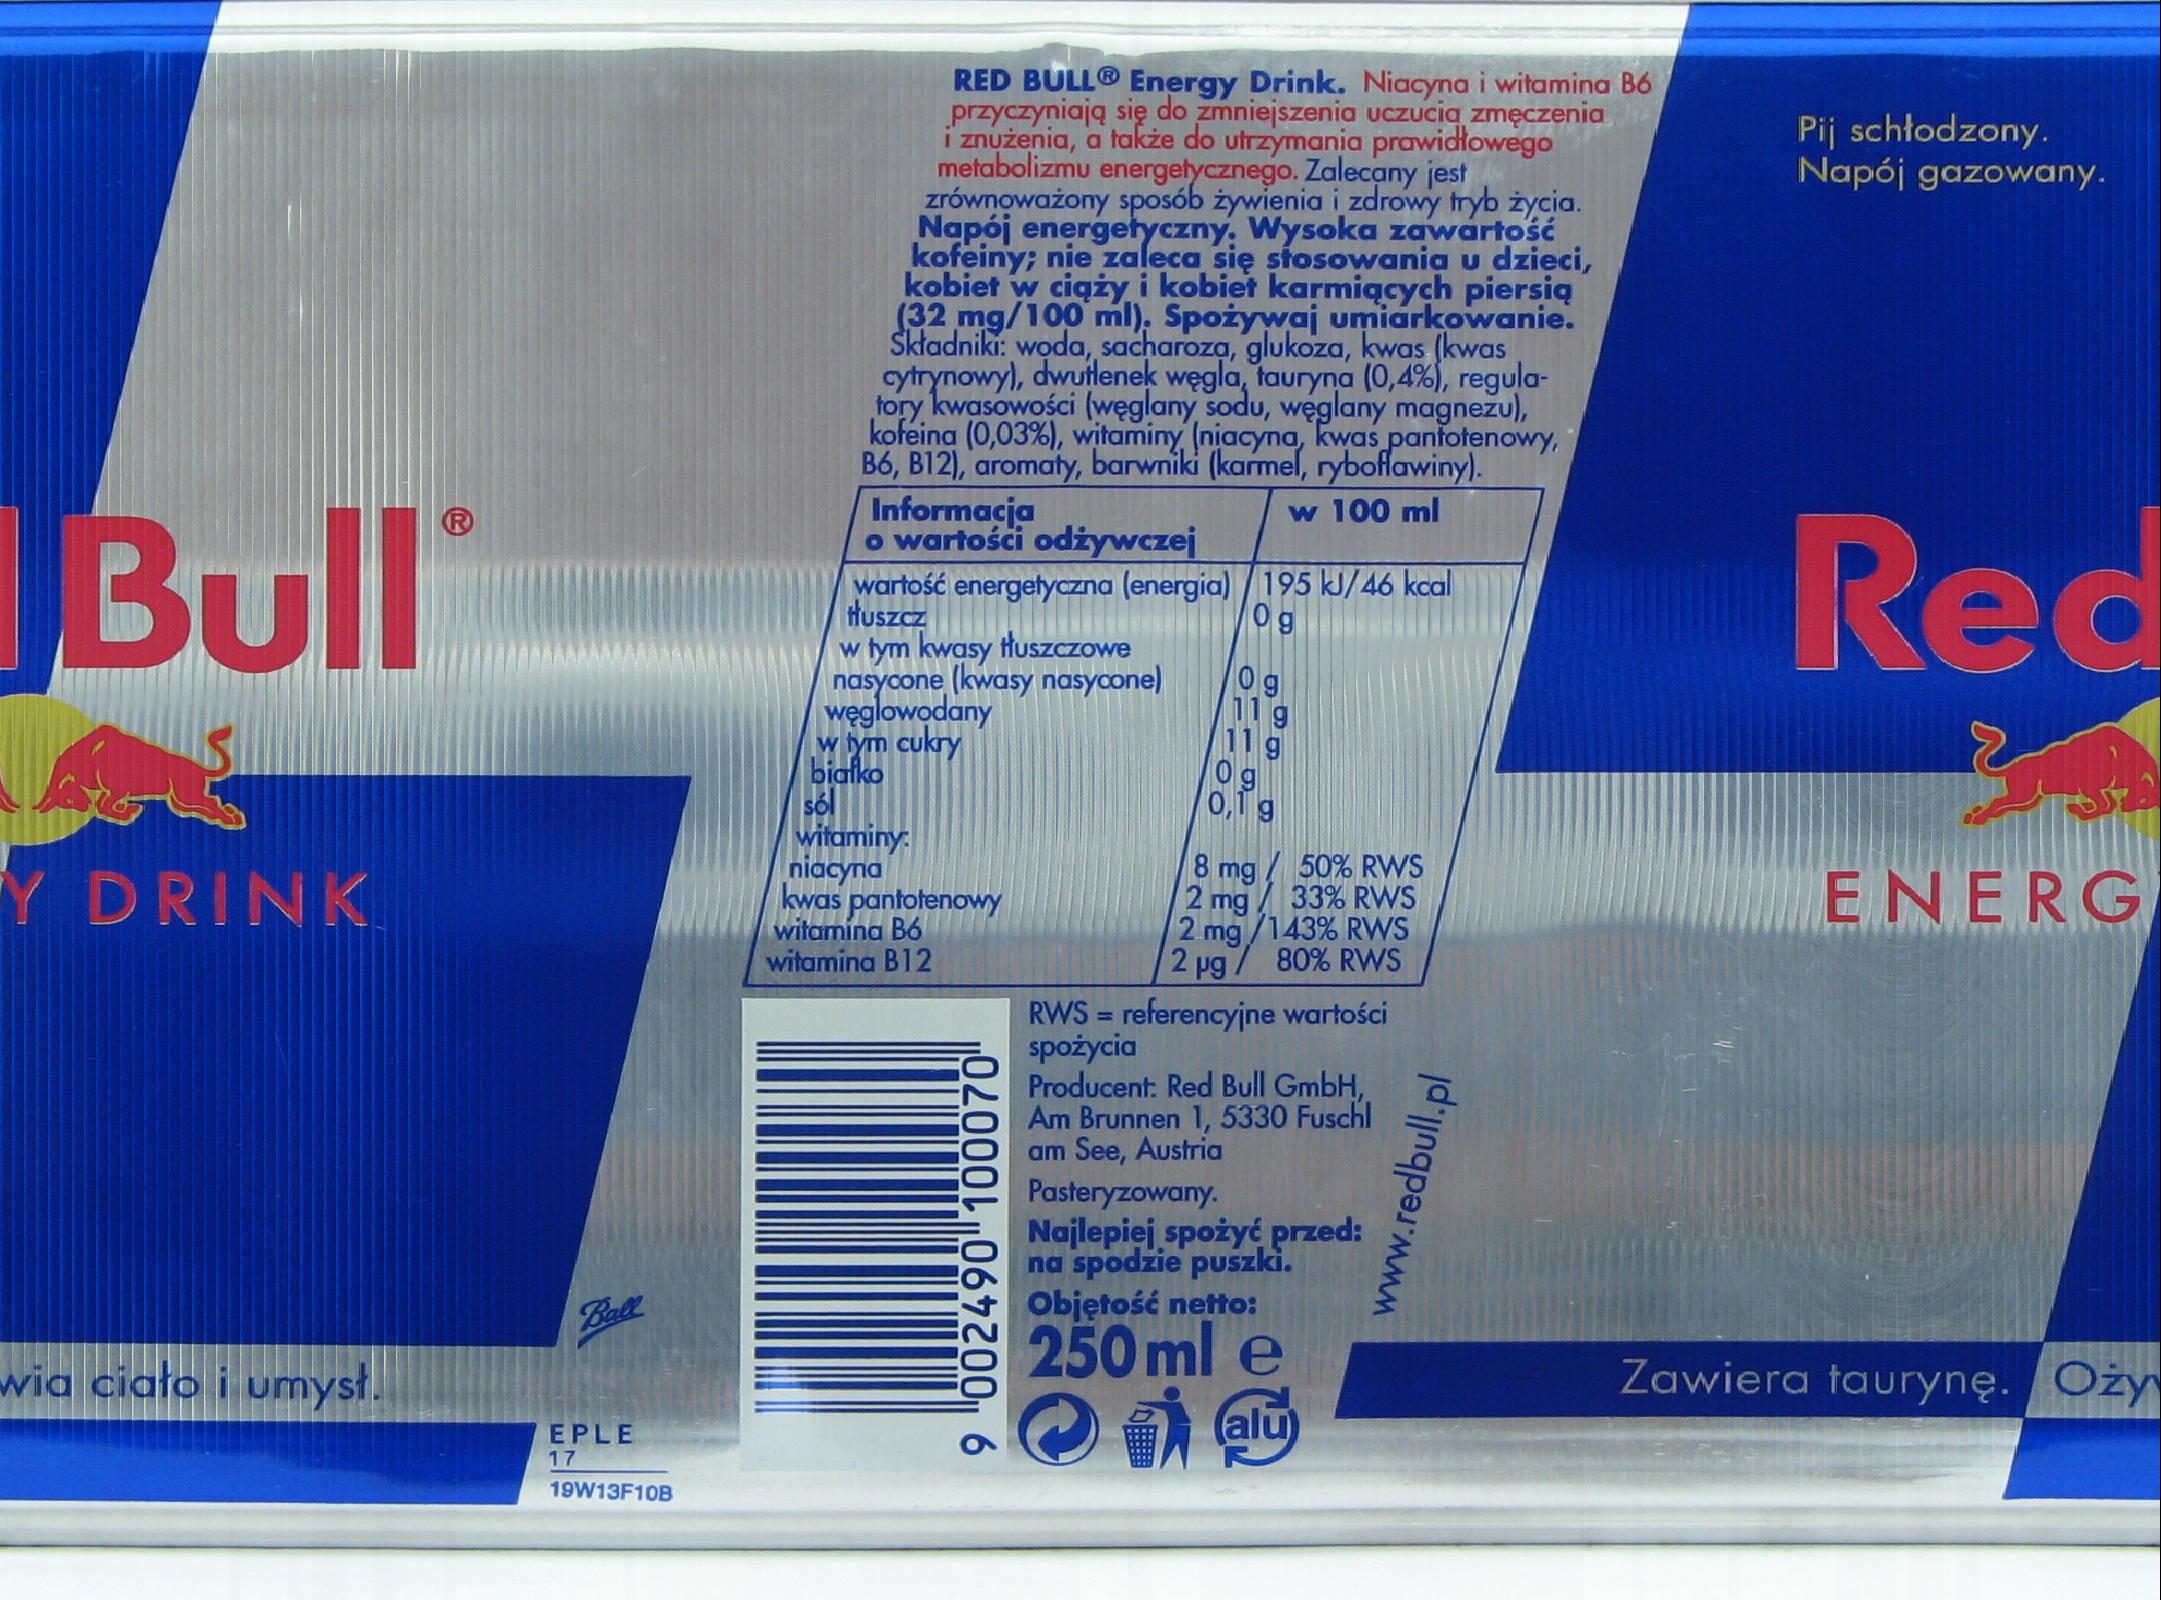 RED BULL® Energy Drink. Niacyna i witamina B6
przyczyniają się do zmniejszenia uczucia zmęczenia
i znużenia, a także do utrzymania prawidłowego
metabolizmu energetycznego. Zalecany jest
zrównoważony sposób żywienia i zdrowy tryb życia.
Napój energetyczny. Wysoka zawartość
kofeiny; nie zaleca się stosowania u dzieci,
kobiet w ciąży i kobiet karmiących piersią
(32 mg/100 ml). Spożywaj umiarkowanie.
Składniki: woda, sacharoza, glukoza, kwas (kwas
cytrynowy), dwutlenek węgla, tauryna (0,4%), regula-
tory kwasowości (węglany sodu, węglany magnezu),
kofeina (0,03%), witaminy (niacyna, kwas pantotenowy,
B6, B12), aromaty, barwniki (karmel, ryboflawiny).
Informacja
o wartości odżywczej
w 100 ml
wartość energetyczna (energia) 195 kJ/46 kcal
tłuszcz 0 g
w tym kwasy tłuszczowe
nasycone (kwasy nasycone) 0 g
węglowodany 11 g
w tym cukry 11 g
białko 0 g
sól 0,1 g
witaminy:
niacyna 8 mg / 50% RWS
kwas pantotenowy 2 mg / 33% RWS
witamina B6 2 mg /143% RWS
witamina B12 2 µg / 80% RWS
RWS = referencyjne wartości
spożycia
Producent: Red Bull GmbH,
Am Brunnen 1, 5330 Fuschl
am See, Austria
Pasteryzowany.
Najlepiej spożyć przed:
na spodzie puszki.
Objętość netto:
250 ml e
alu
www.redbull.pl
9 002490 100070
Bull®
Y DRINK
wia ciało i umysł.
Ball
EPLE
17
19W13F10B
Pij schłodzony.
Napój gazowany.
Red
ENERG
Zawiera taurynę.
Oży